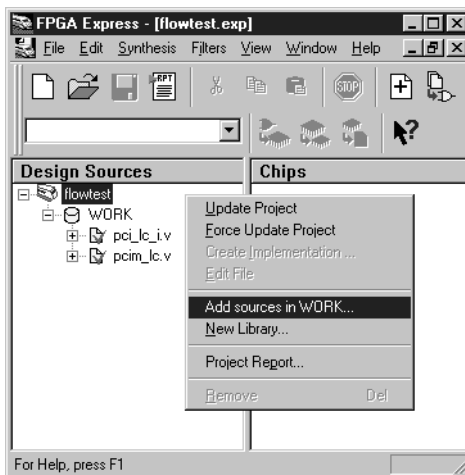 FPGA Express - [flowtest.exp]
File Edit Synthesis Filters View Window Help
RPT
STOP
Design Sources
Chips
flowtest
WORK
pci_lc_i.v
pcim_lc.v
Update Project
Force Update Project
Create Implementation ...
Edit File
Add sources in WORK...
New Library...
Project Report...
Remove Del
For Help, press F1